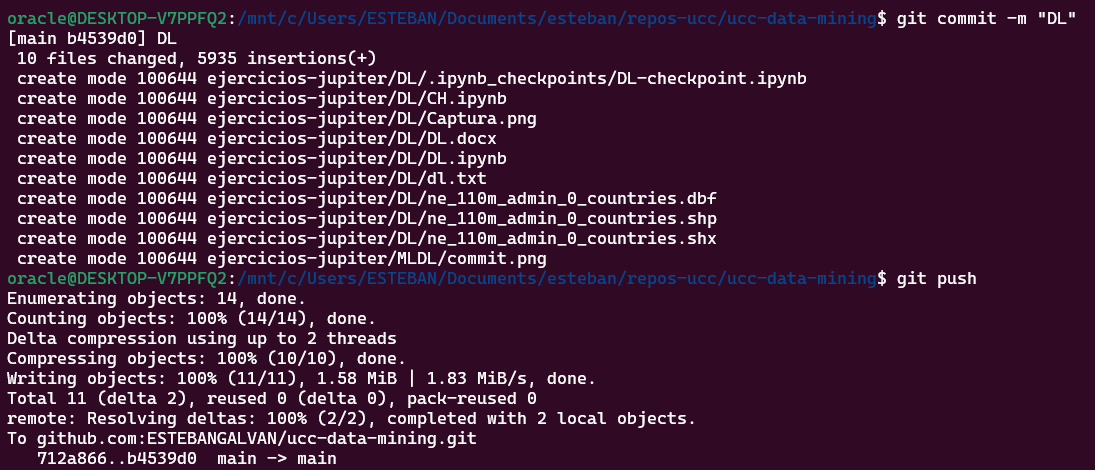 oracle@DESKTOP-V7PPFQ2:/mnt/c/Users/ESTEBAN/Documents/esteban/repos-ucc/ucc-data-mining$ git commit -m "DL"
[main b4539d0] DL
 10 files changed, 5935 insertions(+)
 create mode 100644 ejercicios-jupiter/DL/.ipynb_checkpoints/DL-checkpoint.ipynb
 create mode 100644 ejercicios-jupiter/DL/CH.ipynb
 create mode 100644 ejercicios-jupiter/DL/Captura.png
 create mode 100644 ejercicios-jupiter/DL/DL.docx
 create mode 100644 ejercicios-jupiter/DL/DL.ipynb
 create mode 100644 ejercicios-jupiter/DL/dl.txt
 create mode 100644 ejercicios-jupiter/DL/ne_110m_admin_0_countries.dbf
 create mode 100644 ejercicios-jupiter/DL/ne_110m_admin_0_countries.shp
 create mode 100644 ejercicios-jupiter/DL/ne_110m_admin_0_countries.shx
 create mode 100644 ejercicios-jupiter/MLDL/commit.png
oracle@DESKTOP-V7PPFQ2:/mnt/c/Users/ESTEBAN/Documents/esteban/repos-ucc/ucc-data-mining$ git push
Enumerating objects: 14, done.
Counting objects: 100% (14/14), done.
Delta compression using up to 2 threads
Compressing objects: 100% (10/10), done.
Writing objects: 100% (11/11), 1.58 MiB | 1.83 MiB/s, done.
Total 11 (delta 2), reused 0 (delta 0), pack-reused 0
remote: Resolving deltas: 100% (2/2), completed with 2 local objects.
To github.com:ESTEBANGALVAN/ucc-data-mining.git
   712a866..b4539d0  main -> main